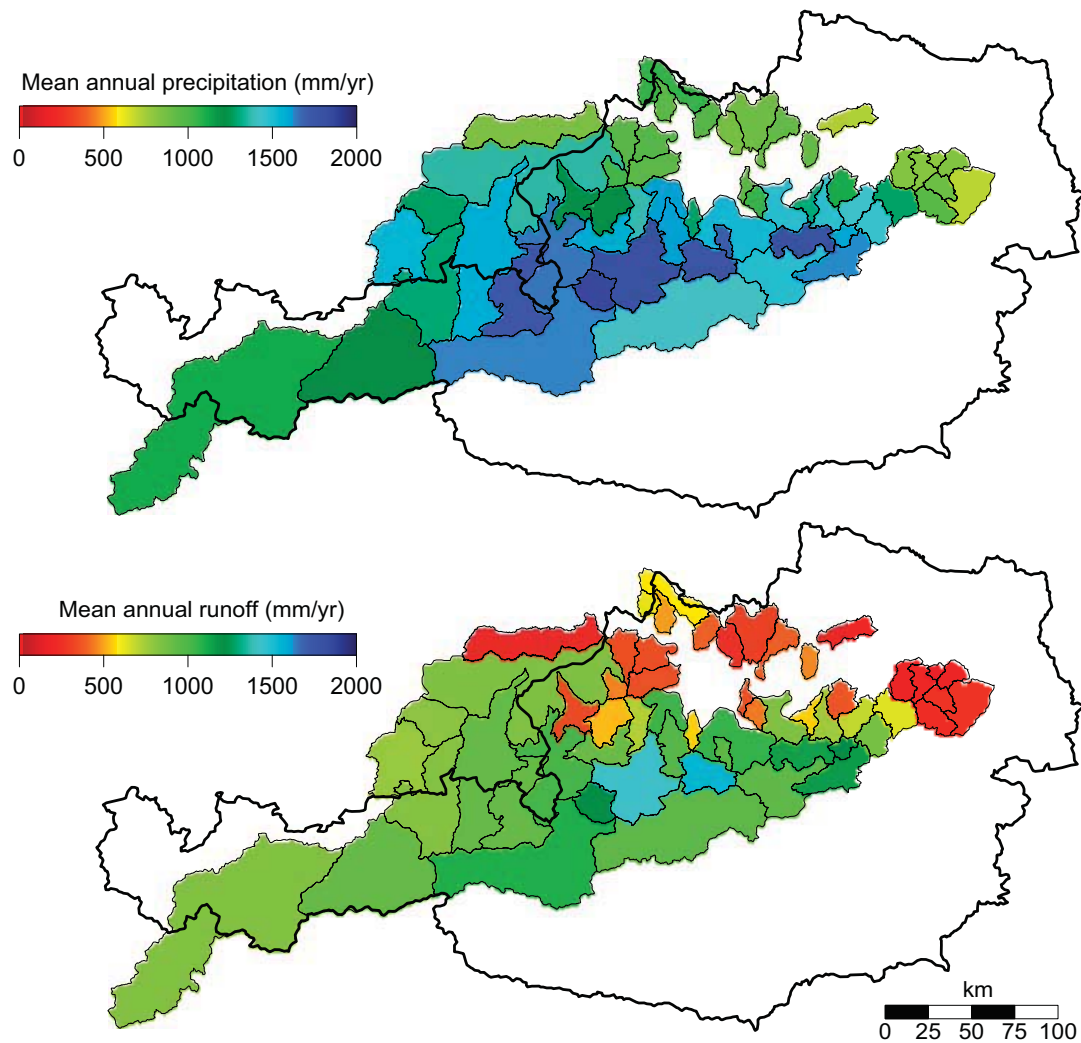 Mean annual precipitation (mm/yr)
0 500 1000 1500 2000
Mean annual runoff (mm/yr)
0 500 1000 1500 2000
km
0 25 50 75 100